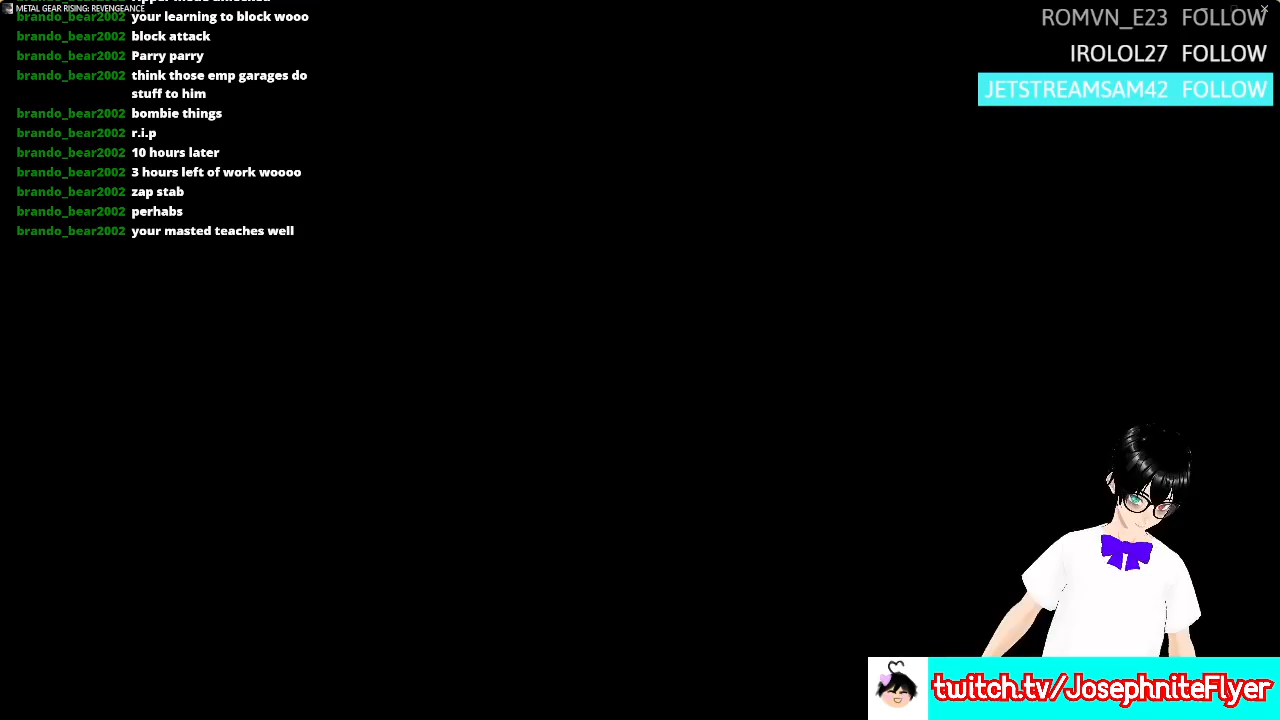 METAL GEAR RISING: REVENGEANCE
brando_bear2002 your learning to block wooo
brando_bear2002 block attack
brando_bear2002 Parry parry
brando_bear2002 think those emp garages do
stuff to him
brando_bear2002 bombie things
brando_bear2002 r.i.p
brando_bear2002 10 hours later
brando_bear2002 3 hours left of work woooo
brando_bear2002 zap stab
brando_bear2002 perhabs
brando_bear2002 your masted teaches well
ROMVN_E23 FOLLOW
IROLOL27 FOLLOW
JETSTREAMSAM42 FOLLOW
twitch.tv/JosephniteFlyer